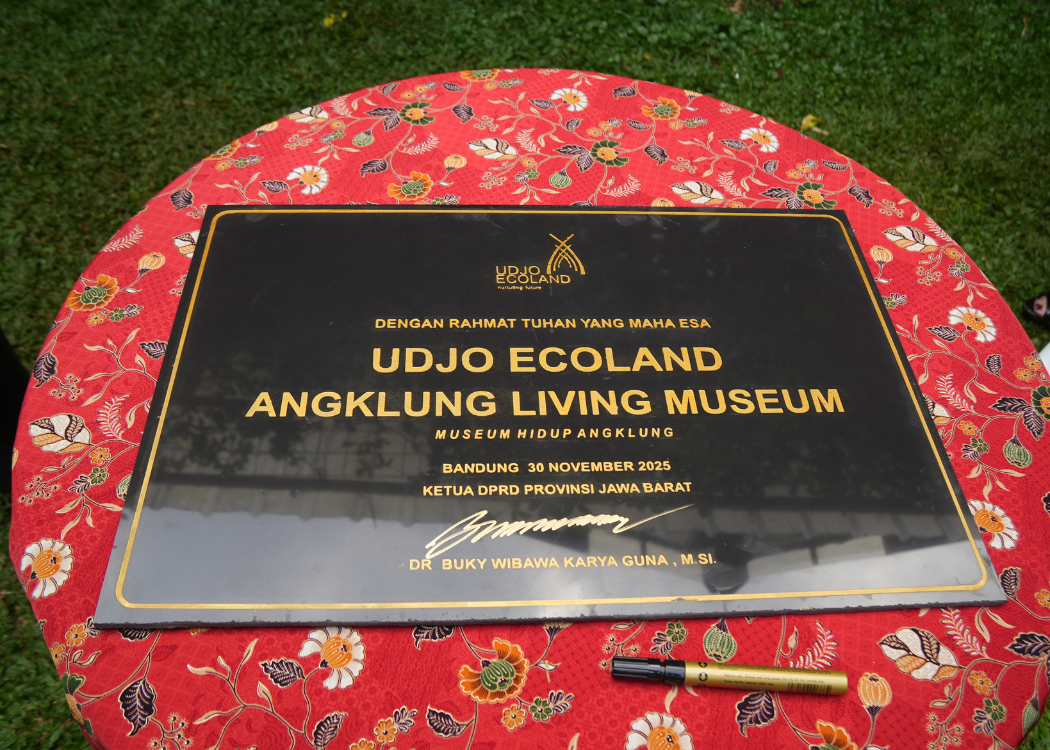 UDJO
ECOLAND
nurtuting future
DENGAN RAHMAT TUHAN YANG MAHA ESA
UDJO ECOLAND
ANGKLUNG LIVING MUSEUM
MUSEUM HIDUP ANGKLUNG
BANDUNG 30 NOVEMBER 2025
KETUA DPRD PROVINSI JAWA BARAT
DR BUKY WIBAWA KARYA GUNA , M.SI.